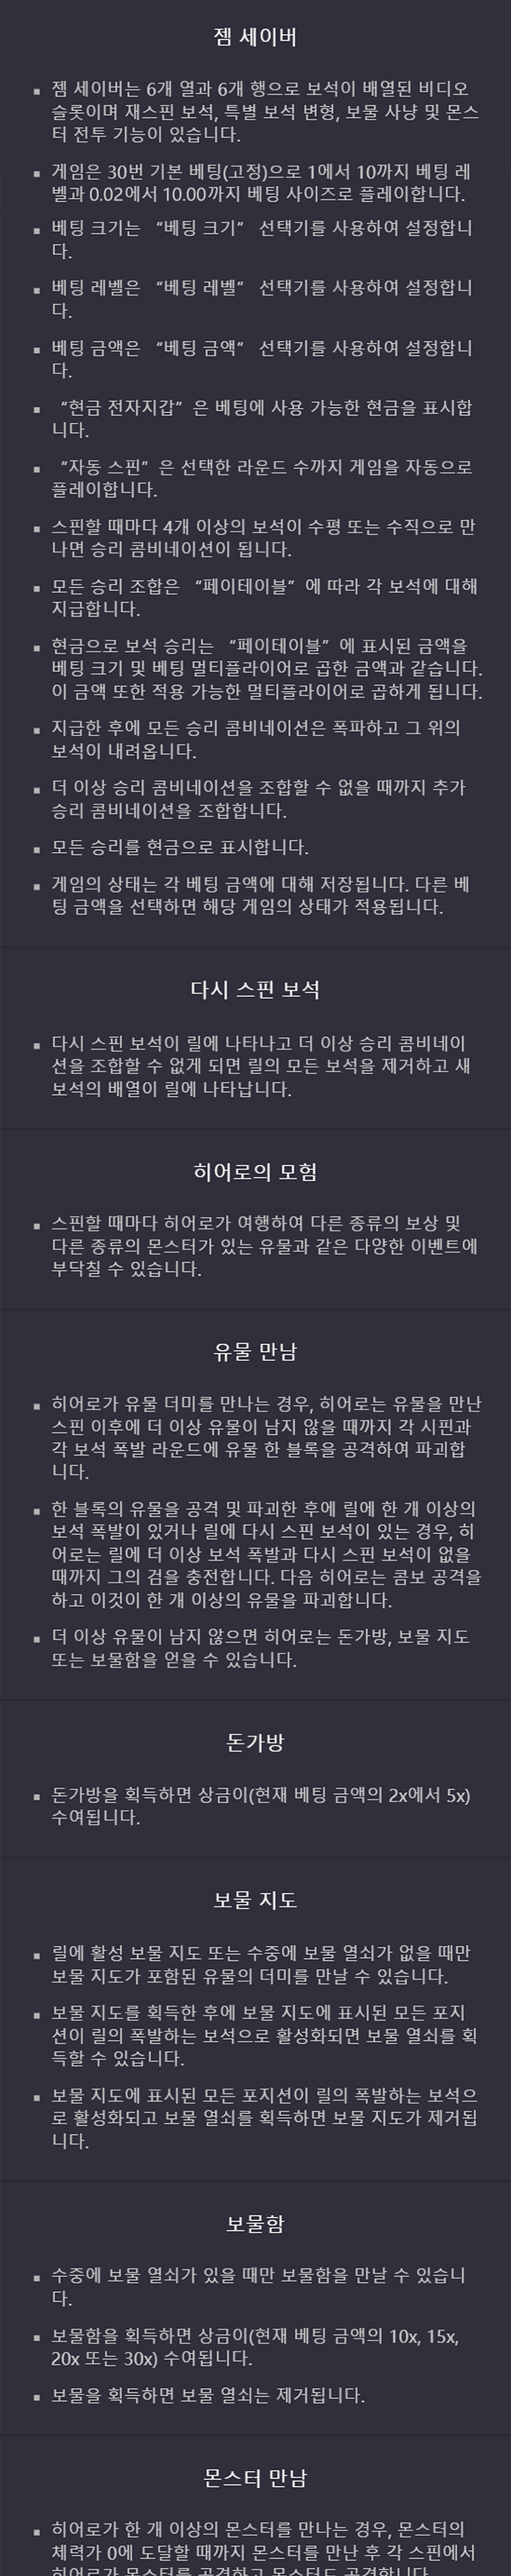 젬 세이버
▪ 젬 세이버는 6개 열과 6개 행으로 보석이 배열된 비디오
슬롯이며 재스핀 보석, 특별 보석 변형, 보물 사냥 및 몬스
터 전투 기능이 있습니다.
▪ 게임은 30번 기본 베팅(고정)으로 1에서 10까지 베팅 레
벨과 0.02에서 10.00까지 베팅 사이즈로 플레이합니다.
▪ 베팅 크기는 “베팅 크기” 선택기를 사용하여 설정합니
다.
▪ 베팅 레벨은 “베팅 레벨” 선택기를 사용하여 설정합니
다.
▪ 베팅 금액은 “베팅 금액” 선택기를 사용하여 설정합니
다.
▪ “현금 전자지갑” 은 베팅에 사용 가능한 현금을 표시합
니다.
▪ “자동 스핀” 은 선택한 라운드 수까지 게임을 자동으로
플레이합니다.
▪ 스핀할 때마다 4개 이상의 보석이 수평 또는 수직으로 만
나면 승리 콤비네이션이 됩니다.
▪ 모든 승리 조합은 “페이테이블” 에 따라 각 보석에 대해
지급합니다.
▪ 현금으로 보석 승리는 “페이테이블” 에 표시된 금액을
베팅 크기 및 베팅 멀티플라이어로 곱한 금액과 같습니다.
이 금액 또한 적용 가능한 멀티플라이어로 곱하게 됩니다.
▪ 지급한 후에 모든 승리 콤비네이션은 폭파하고 그 위의
보석이 내려옵니다.
▪ 더 이상 승리 콤비네이션을 조합할 수 없을 때까지 추가
승리 콤비네이션을 조합합니다.
▪ 모든 승리를 현금으로 표시합니다.
▪ 게임의 상태는 각 베팅 금액에 대해 저장됩니다. 다른 베
팅 금액을 선택하면 해당 게임의 상태가 적용됩니다.
다시 스핀 보석
▪ 다시 스핀 보석이 릴에 나타나고 더 이상 승리 콤비네이
션을 조합할 수 없게 되면 릴의 모든 보석을 제거하고 새
보석의 배열이 릴에 나타납니다.
히어로의 모험
▪ 스핀할 때마다 히어로가 여행하여 다른 종류의 보상 및
다른 종류의 몬스터가 있는 유물과 같은 다양한 이벤트에
부닥칠 수 있습니다.
유물 만남
▪ 히어로가 유물 더미를 만나는 경우, 히어로는 유물을 만난
스핀 이후에 더 이상 유물이 남지 않을 때까지 각 시핀과
각 보석 폭발 라운드에 유물 한 블록을 공격하여 파괴합
니다.
▪ 한 블록의 유물을 공격 및 파괴한 후에 릴에 한 개 이상의
보석 폭발이 있거나 릴에 다시 스핀 보석이 있는 경우, 히
어로는 릴에 더 이상 보석 폭발과 다시 스핀 보석이 없을
때까지 그의 검을 충전합니다. 다음 히어로는 콤보 공격을
하고 이것이 한 개 이상의 유물을 파괴합니다.
▪ 더 이상 유물이 남지 않으면 히어로는 돈가방, 보물 지도
또는 보물함을 얻을 수 있습니다.
돈가방
▪ 돈가방을 획득하면 상금이(현재 베팅 금액의 2x에서 5x)
수여됩니다.
보물 지도
▪ 릴에 활성 보물 지도 또는 수중에 보물 열쇠가 없을 때만
보물 지도가 포함된 유물의 더미를 만날 수 있습니다.
▪ 보물 지도를 획득한 후에 보물 지도에 표시된 모든 포지
션이 릴의 폭발하는 보석으로 활성화되면 보물 열쇠를 획
득할 수 있습니다.
▪ 보물 지도에 표시된 모든 포지션이 릴의 폭발하는 보석으
로 활성화되고 보물 열쇠를 획득하면 보물 지도가 제거됩
니다.
보물함
▪ 수중에 보물 열쇠가 있을 때만 보물함을 만날 수 있습니
다.
▪ 보물함을 획득하면 상금이(현재 베팅 금액의 10x, 15x,
20x 또는 30x) 수여됩니다.
▪ 보물을 획득하면 보물 열쇠는 제거됩니다.
몬스터 만남
▪ 히어로가 한 개 이상의 몬스터를 만나는 경우, 몬스터의
체력가 0에 도달할 때까지 몬스터를 만난 후 각 스핀에서
히어로가 몬스터를 공격하고 몬스터도 공격합니다.